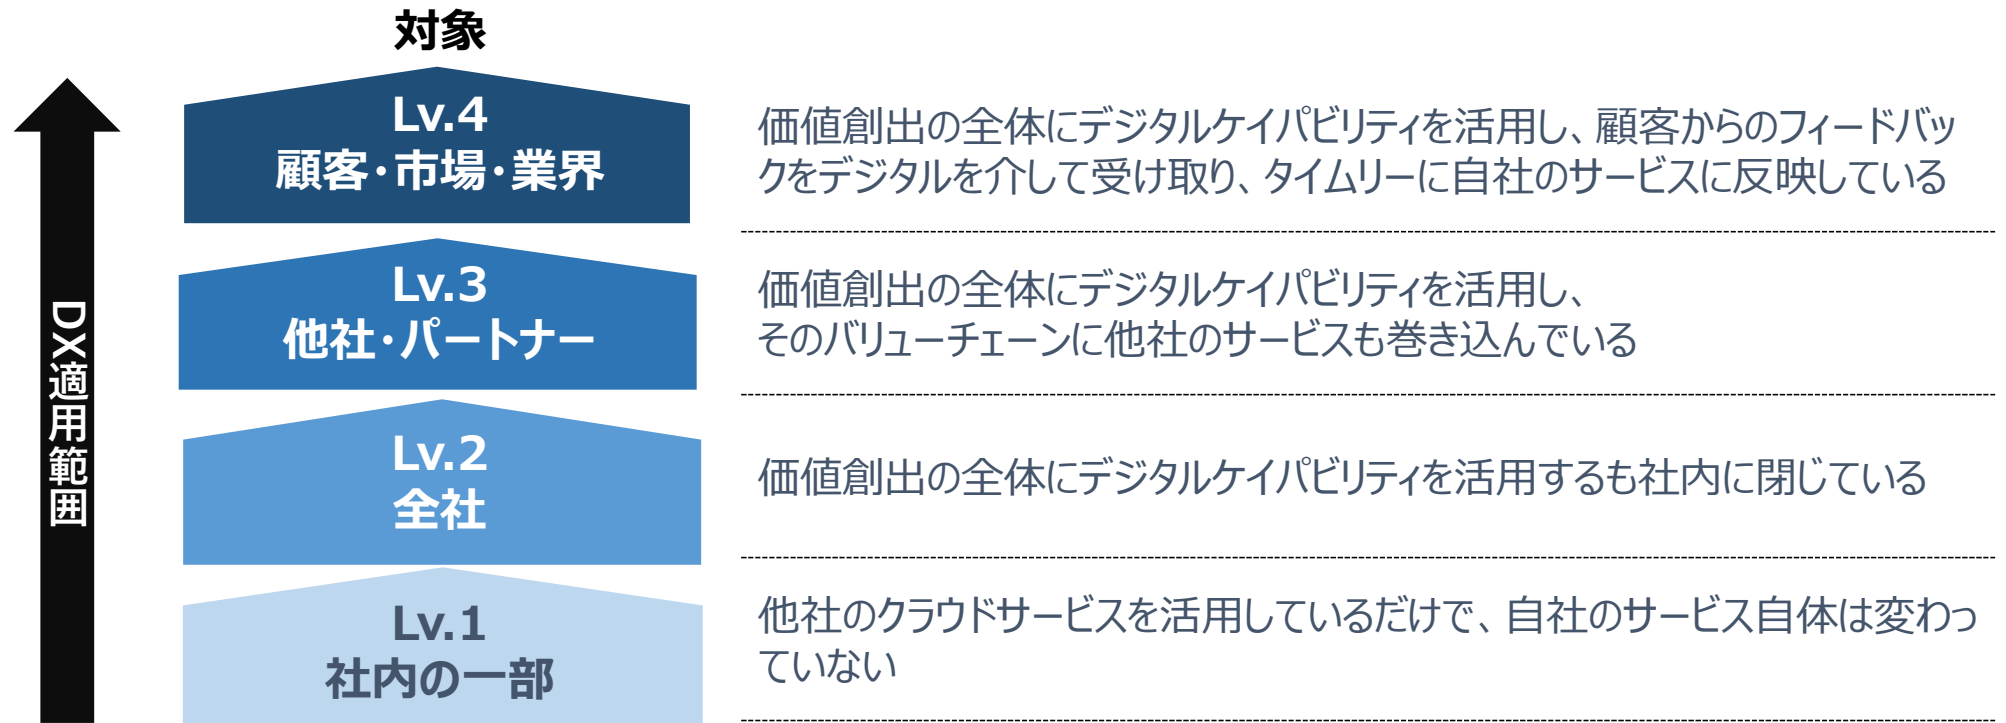 対象
DX適用範囲
Lv.4
顧客・市場・業界
価値創出の全体にデジタルケイパビリティを活用し、顧客からのフィードバッ
クをデジタルを介して受け取り、タイムリーに自社のサービスに反映している
Lv.3
他社・パートナー
価値創出の全体にデジタルケイパビリティを活用し、
そのバリューチェーンに他社のサービスも巻き込んでいる
Lv.2
全社
価値創出の全体にデジタルケイパビリティを活用するも社内に閉じている
Lv.1
社内の一部
他社のクラウドサービスを活用しているだけで、自社のサービス自体は変わっ
ていない